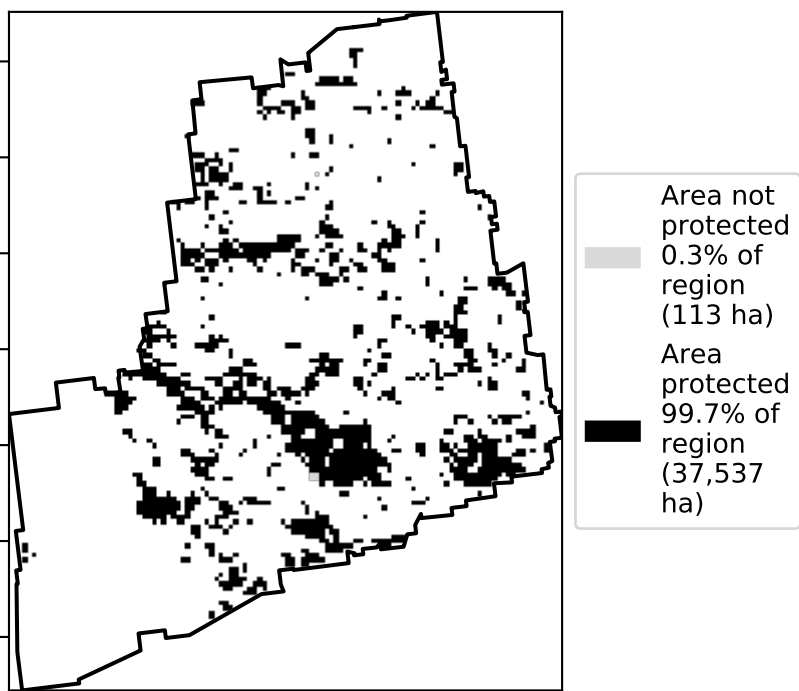 Area not
protected
0.3% of
region
(113 ha)
Area
protected
99.7% of
region
(37,537
ha)